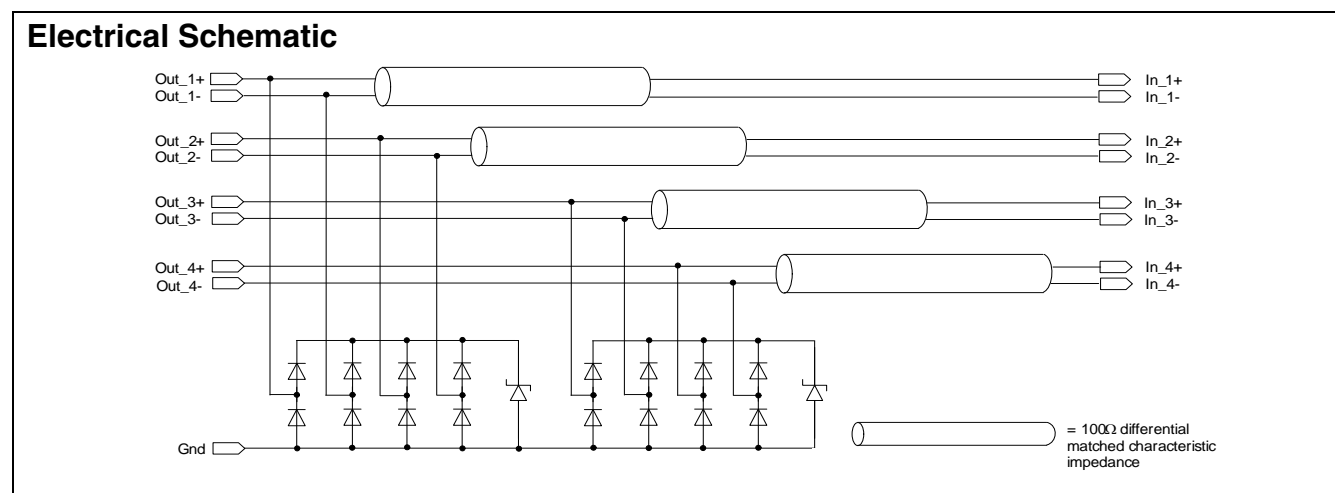 Electrical Schematic
Out_1+
In_1+
Out_1-
In_1-
Out_2+
In_2+
Out_2-
In_2-
Out_3+
In_3+
Out_3-
In_3-
Out_4+
In_4+
Out_4-
In_4-
Gnd
= 100Ω differential
matched characteristic
impedance